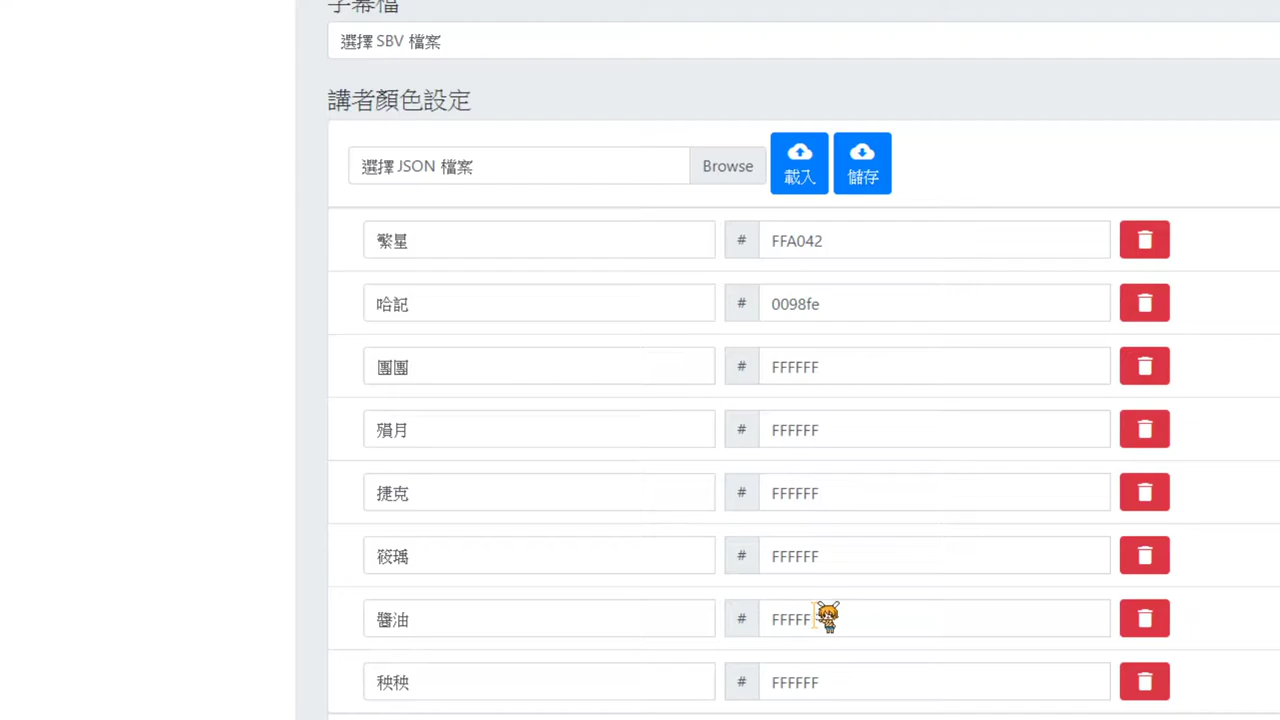 字幕檔
選擇 SBV 檔案
講者顏色設定
選擇 JSON 檔案
Browse
載入
儲存
繁星
# FFA042
哈記
# 0098fe
團團
# FFFFFF
殞月
# FFFFFF
捷克
# FFFFFF
筱瑀
# FFFFFF
醬油
# FFFFF
秧秧
# FFFFFF